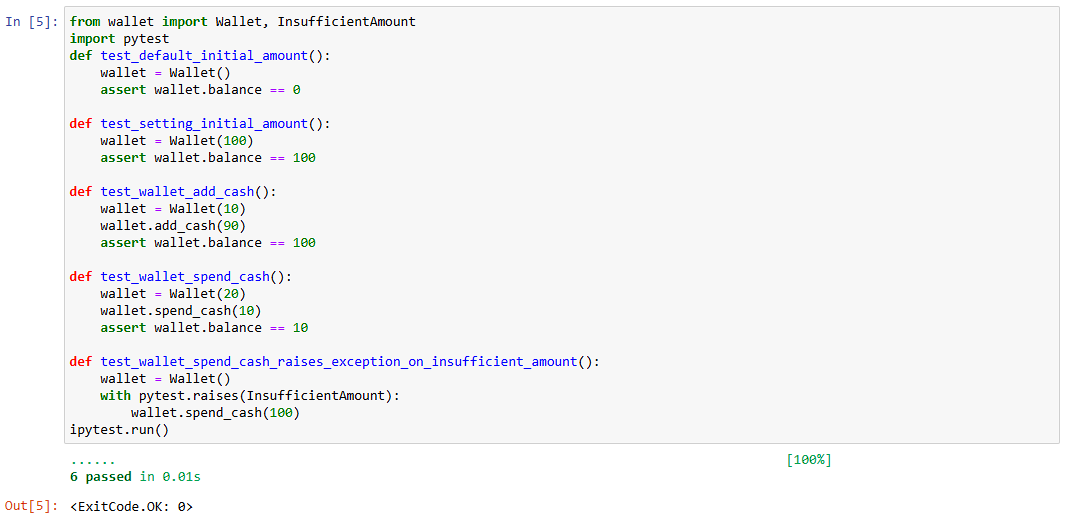 In [5]: from wallet import Wallet, InsufficientAmount
import pytest
def test_default_initial_amount():
    wallet = Wallet()
    assert wallet.balance == 0

def test_setting_initial_amount():
    wallet = Wallet(100)
    assert wallet.balance == 100

def test_wallet_add_cash():
    wallet = Wallet(10)
    wallet.add_cash(90)
    assert wallet.balance == 100

def test_wallet_spend_cash():
    wallet = Wallet(20)
    wallet.spend_cash(10)
    assert wallet.balance == 10

def test_wallet_spend_cash_raises_exception_on_insufficient_amount():
    wallet = Wallet()
    with pytest.raises(InsufficientAmount):
        wallet.spend_cash(100)
ipytest.run()
...... [100%]
6 passed in 0.01s
Out[5]: <ExitCode.OK: 0>